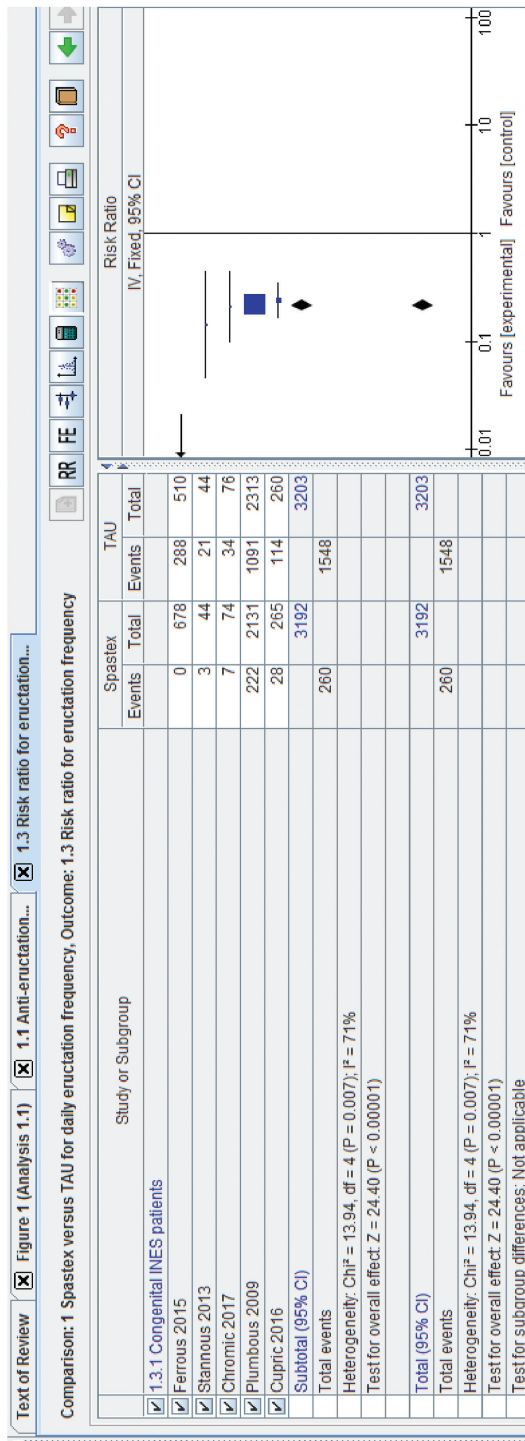 Text of Review
Figure 1 (Analysis 1.1)
1.1 Anti-eructation...
1.3 Risk ratio for eructation...
Comparison: 1 Spastex versus TAU for daily eructation frequency, Outcome: 1.3 Risk ratio for eructation frequency
RR FE
Study or Subgroup Spastex TAU Risk Ratio
Events Total Events Total IV, Fixed, 95% CI
1.3.1 Congenital INES patients
Ferrous 2015 0 678 288 510
Stannous 2013 3 44 21 44
Chromic 2017 7 74 34 76
Plumbous 2009 222 2131 1091 2313
Cupric 2016 28 265 114 260
Subtotal (95% CI) 3192 3203
Total events 260 1548
Heterogeneity: Chi² = 13.94, df = 4 (P = 0.007); I² = 71%
Test for overall effect: Z = 24.40 (P < 0.00001)
Total (95% CI) 3192 3203
Total events 260 1548
Heterogeneity: Chi² = 13.94, df = 4 (P = 0.007); I² = 71%
Test for overall effect: Z = 24.40 (P < 0.00001)
Test for subgroup differences: Not applicable
0.01 0.1 1 10 100
Favours [experimental] Favours [control]